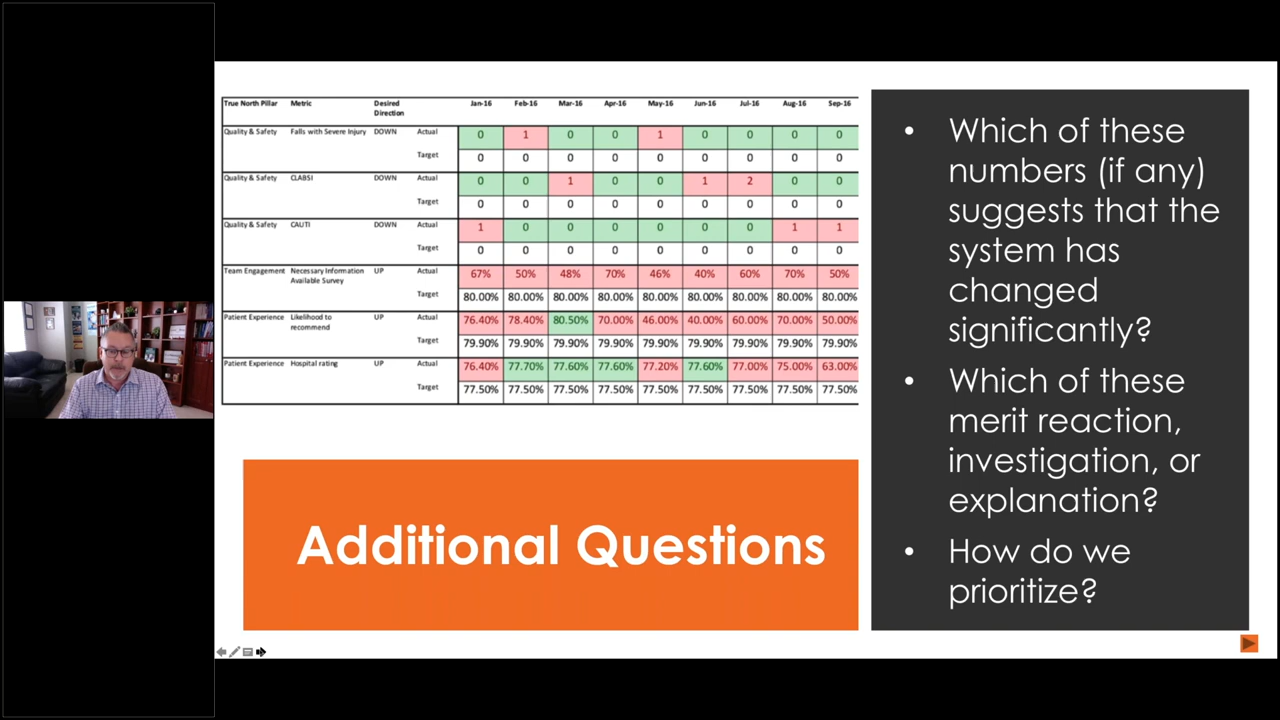 True North Pillar Metric Desired Direction Jan-16 Feb-16 Mar-16 Apr-16 May-16 Jun-16 Jul-16 Aug-16 Sep-16
Quality & Safety Falls with Severe Injury DOWN Actual 0 1 0 0 1 0 0 0 0
Target 0 0 0 0 0 0 0 0 0
Quality & Safety CLABSI DOWN Actual 0 0 1 0 0 1 2 0 0
Target 0 0 0 0 0 0 0 0 0
Quality & Safety CAUTI DOWN Actual 1 0 0 0 0 0 0 1 1
Target 0 0 0 0 0 0 0 0 0
Team Engagement Necessary Information Available Survey UP Actual 67% 50% 48% 70% 46% 40% 60% 70% 50%
Target 80.00% 80.00% 80.00% 80.00% 80.00% 80.00% 80.00% 80.00% 80.00%
Patient Experience Likelihood to recommend UP Actual 76.40% 78.40% 80.50% 70.00% 46.00% 40.00% 60.00% 70.00% 50.00%
Target 79.90% 79.90% 79.90% 79.90% 79.90% 79.90% 79.90% 79.90% 79.90%
Patient Experience Hospital rating UP Actual 76.40% 77.70% 77.60% 77.60% 77.20% 77.60% 77.00% 75.00% 63.00%
Target 77.50% 77.50% 77.50% 77.50% 77.50% 77.50% 77.50% 77.50% 77.50%
Additional Questions
• Which of these
numbers (if any)
suggests that the
system has
changed
significantly?
• Which of these
merit reaction,
investigation, or
explanation?
• How do we
prioritize?